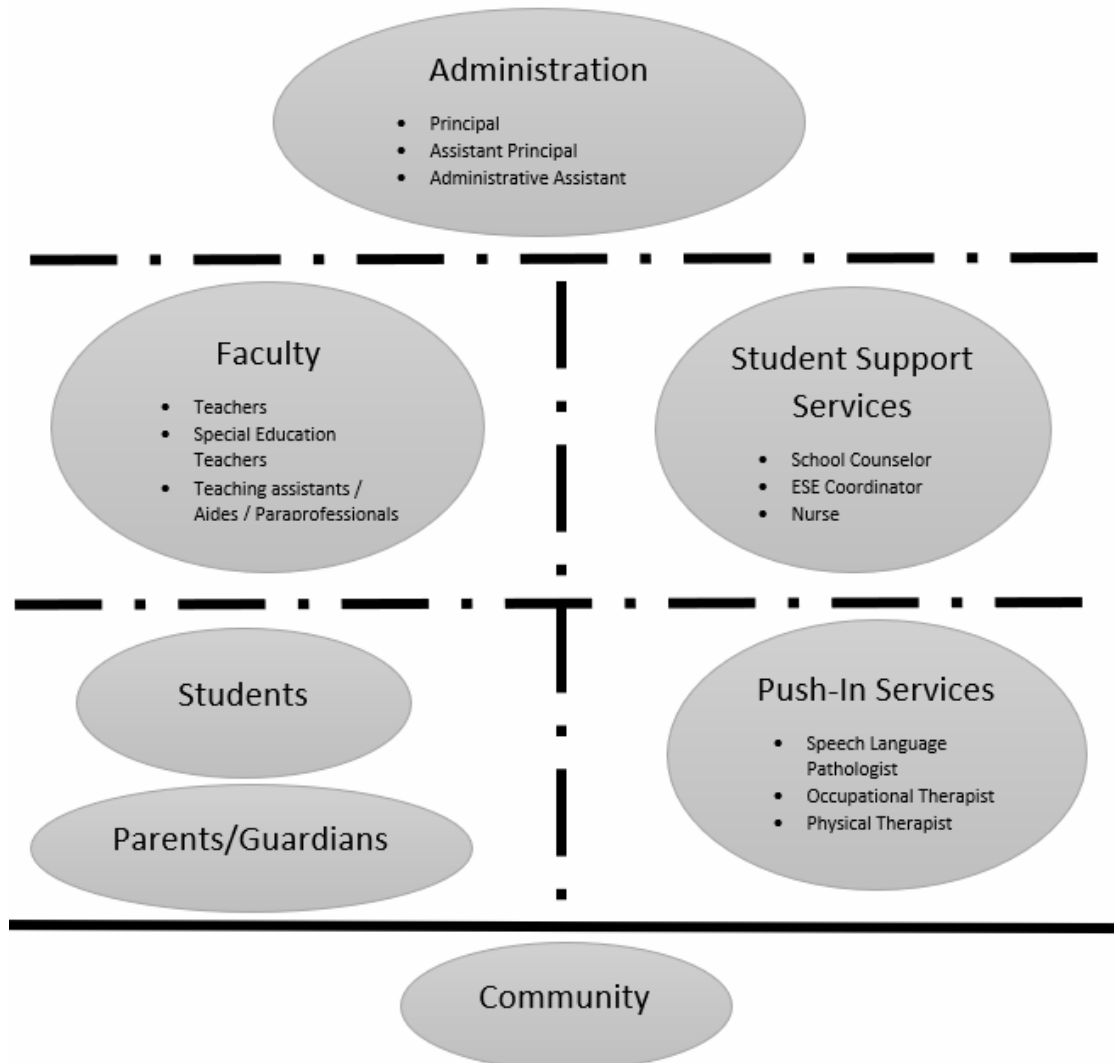 Administration
• Principal
• Assistant Principal
• Administrative Assistant
Faculty
• Teachers
• Special Education
Teachers
• Teaching assistants /
Aides / Paraprofessionals
Student Support
Services
• School Counselor
• ESE Coordinator
• Nurse
Students
Parents/Guardians
Push-In Services
• Speech Language
Pathologist
• Occupational Therapist
• Physical Therapist
Community